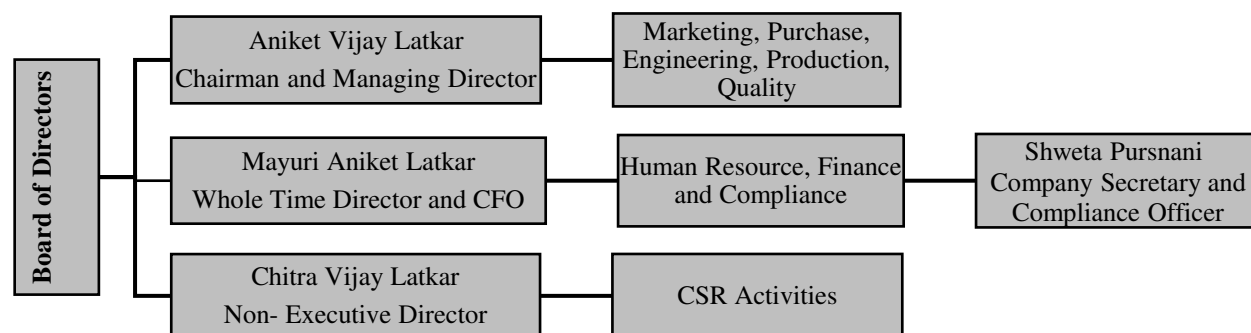 Board of Directors
Aniket Vijay Latkar
Chairman and Managing Director
Marketing, Purchase,
Engineering, Production,
Quality
Mayuri Aniket Latkar
Whole Time Director and CFO
Human Resource, Finance
and Compliance
Shweta Pursnani
Company Secretary and
Compliance Officer
Chitra Vijay Latkar
Non- Executive Director
CSR Activities